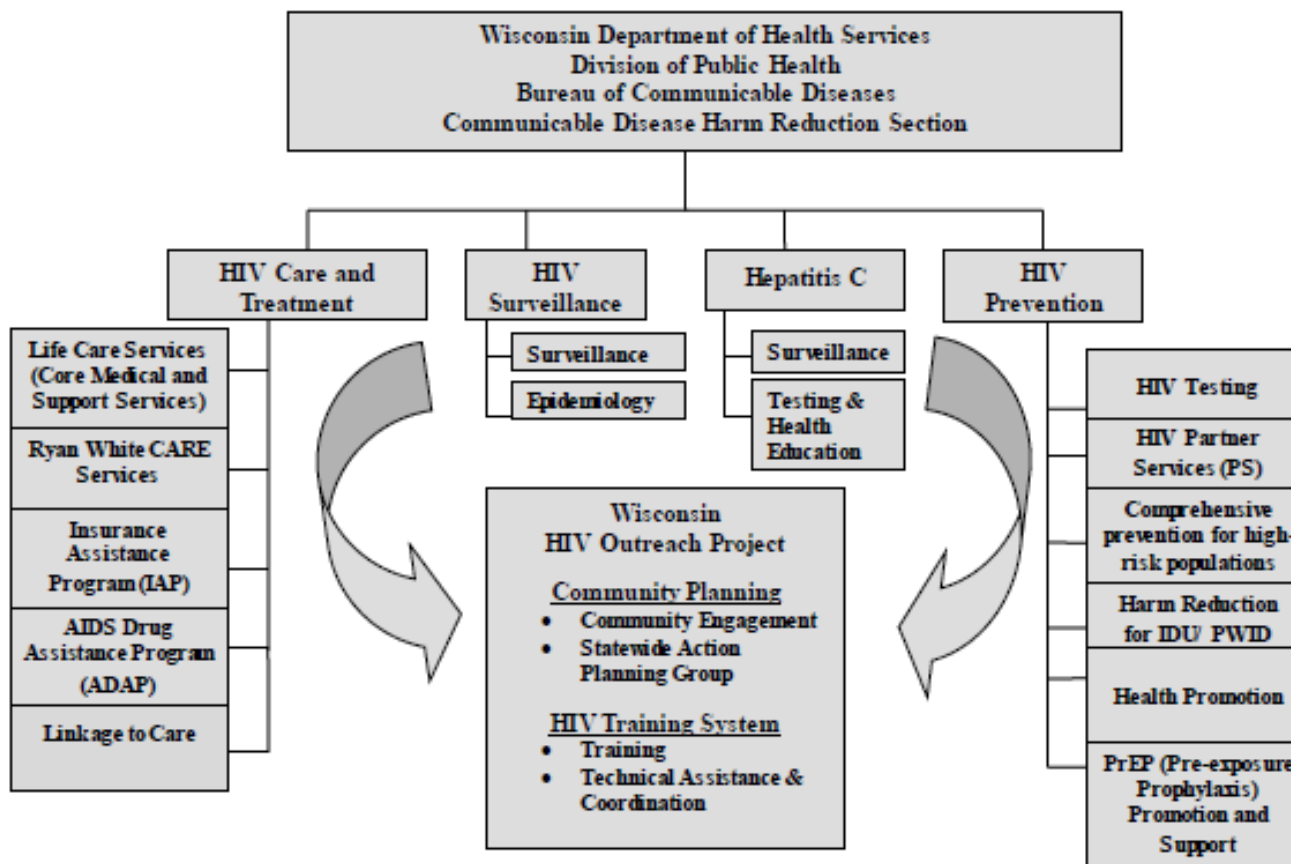 Wisconsin Department of Health Services
Division of Public Health
Bureau of Communicable Diseases
Communicable Disease Harm Reduction Section
HIV Care and
Treatment
HIV
Surveillance
Hepatitis C
HIV
Prevention
Life Care Services
(Core Medical and
Support Services)
Ryan White CARE
Services
Insurance
Assistance
Program (IAP)
AIDS Drug
Assistance Program
(ADAP)
Linkage to Care
Surveillance
Epidemiology
Surveillance
Testing &
Health
Education
Wisconsin
HIV Outreach Project
Community Planning
• Community Engagement
• Statewide Action
Planning Group
HIV Training System
• Training
• Technical Assistance &
Coordination
HIV Testing
HIV Partner
Services (PS)
Comprehensive
prevention for high-
risk populations
Harm Reduction
for IDU/ PWID
Health Promotion
PrEP (Pre-exposure
Prophylaxis)
Promotion and
Support